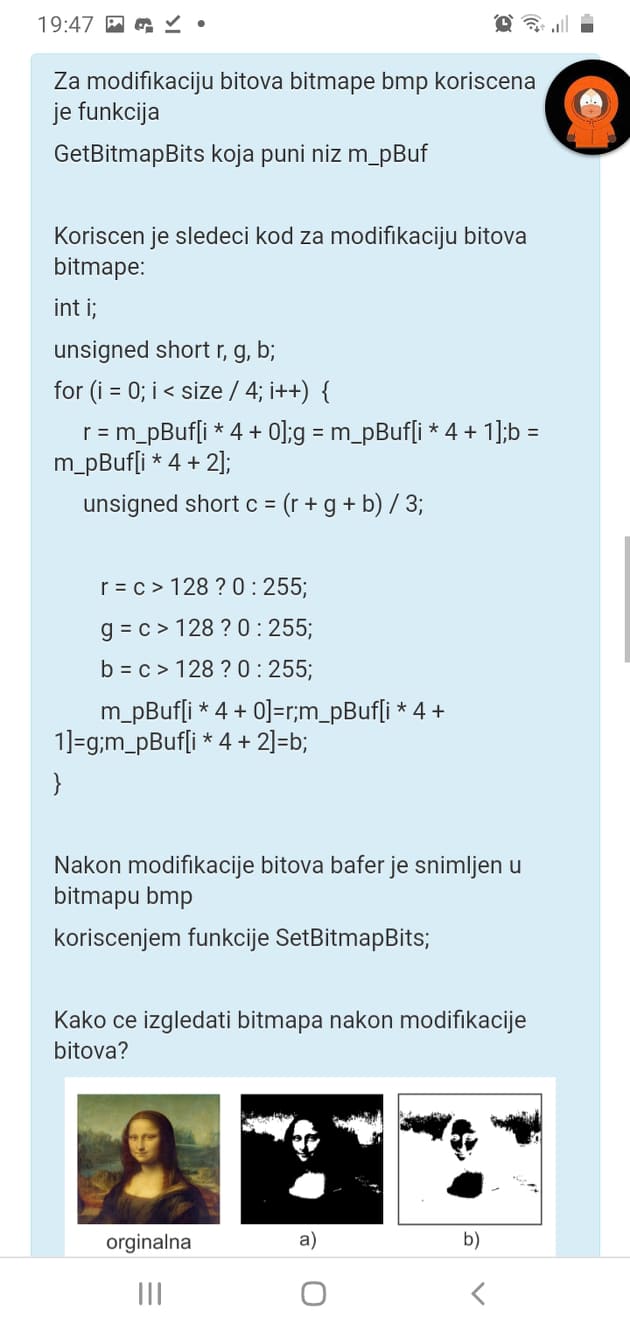 19:47
Za modifikaciju bitova bitmape bmp koriscena
je funkcija
GetBitmapBits koja puni niz m_pBuf
Koriscen je sledeci kod za modifikaciju bitova
bitmape:
int i;
unsigned short r, g, b;
for (i = 0; i < size / 4; i++) {
r = m_pBuf[i * 4 + 0];g = m_pBuf[i * 4 + 1];b =
m_pBuf[i * 4 + 2];
unsigned short c = (r + g + b) / 3;
r = c > 128 ? 0 : 255;
g = c > 128 ? 0 : 255;
b = c > 128 ? 0 : 255;
m_pBuf[i * 4 + 0]=r;m_pBuf[i * 4 +
1]=g;m_pBuf[i * 4 + 2]=b;
}
Nakon modifikacije bitova bafer je snimljen u
bitmapu bmp
koriscenjem funkcije SetBitmapBits;
Kako ce izgledati bitmapa nakon modifikacije
bitova?
orginalna a) b)